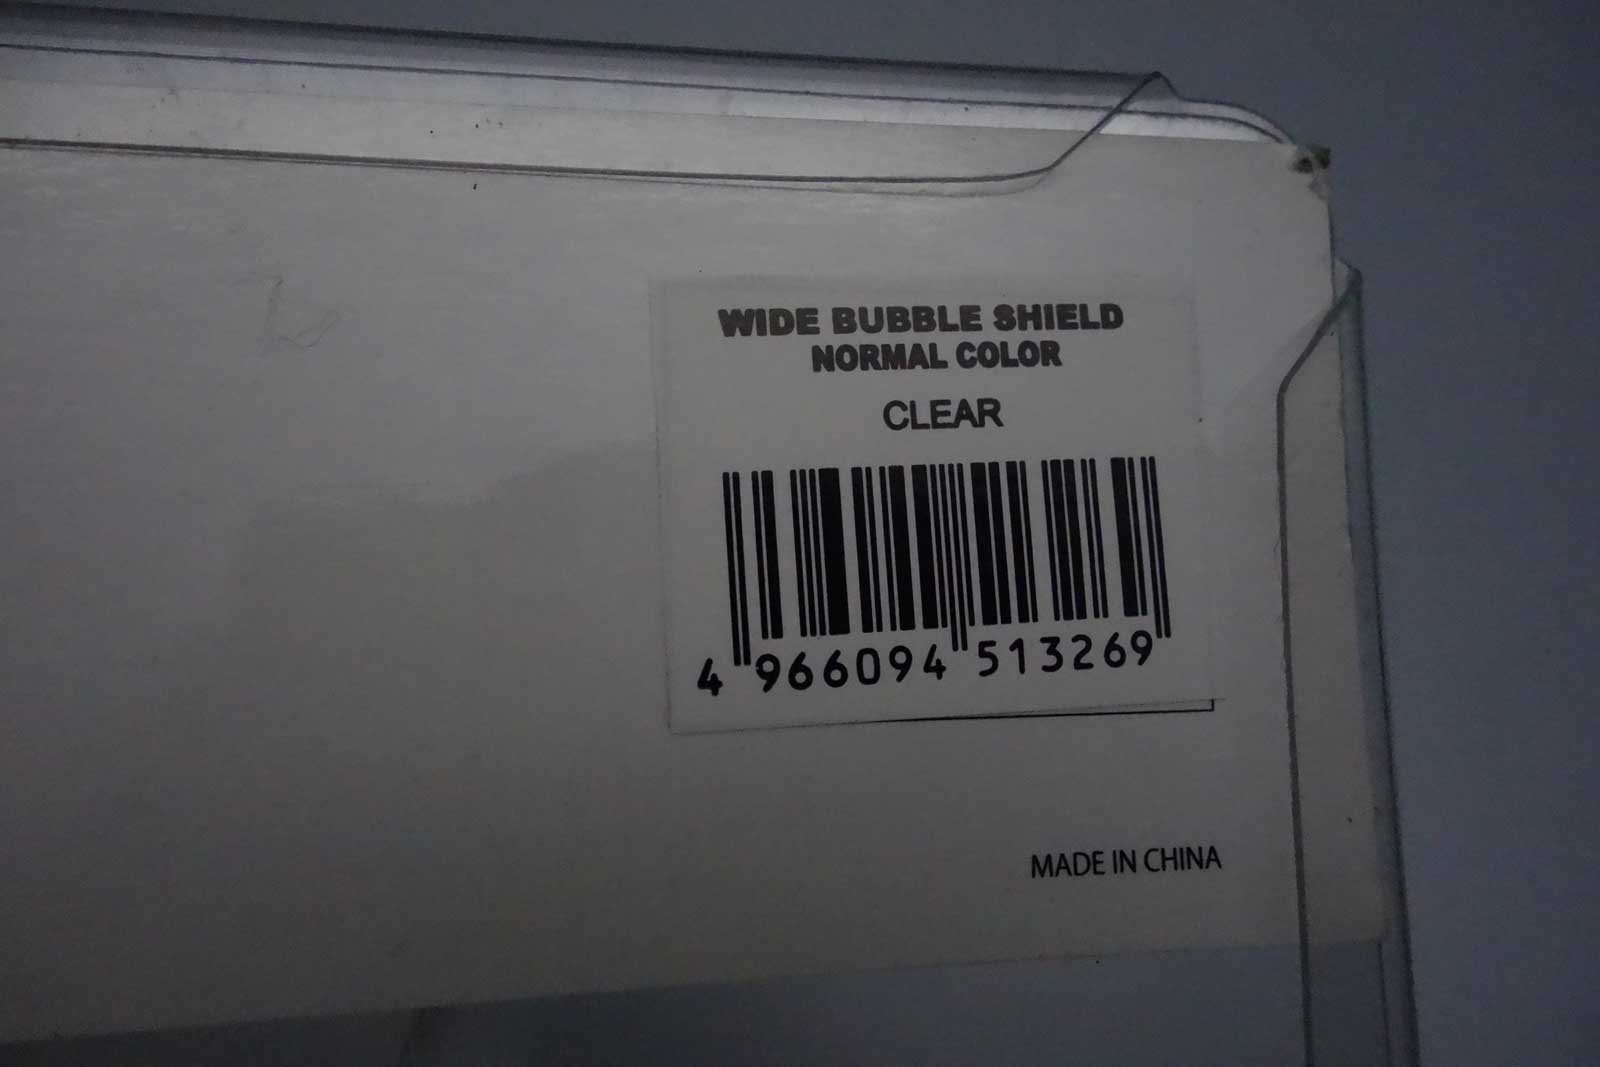 WIDE BUBBLE SHIELD
NORMAL COLOR
CLEAR
4 966094 513269
MADE IN CHINA